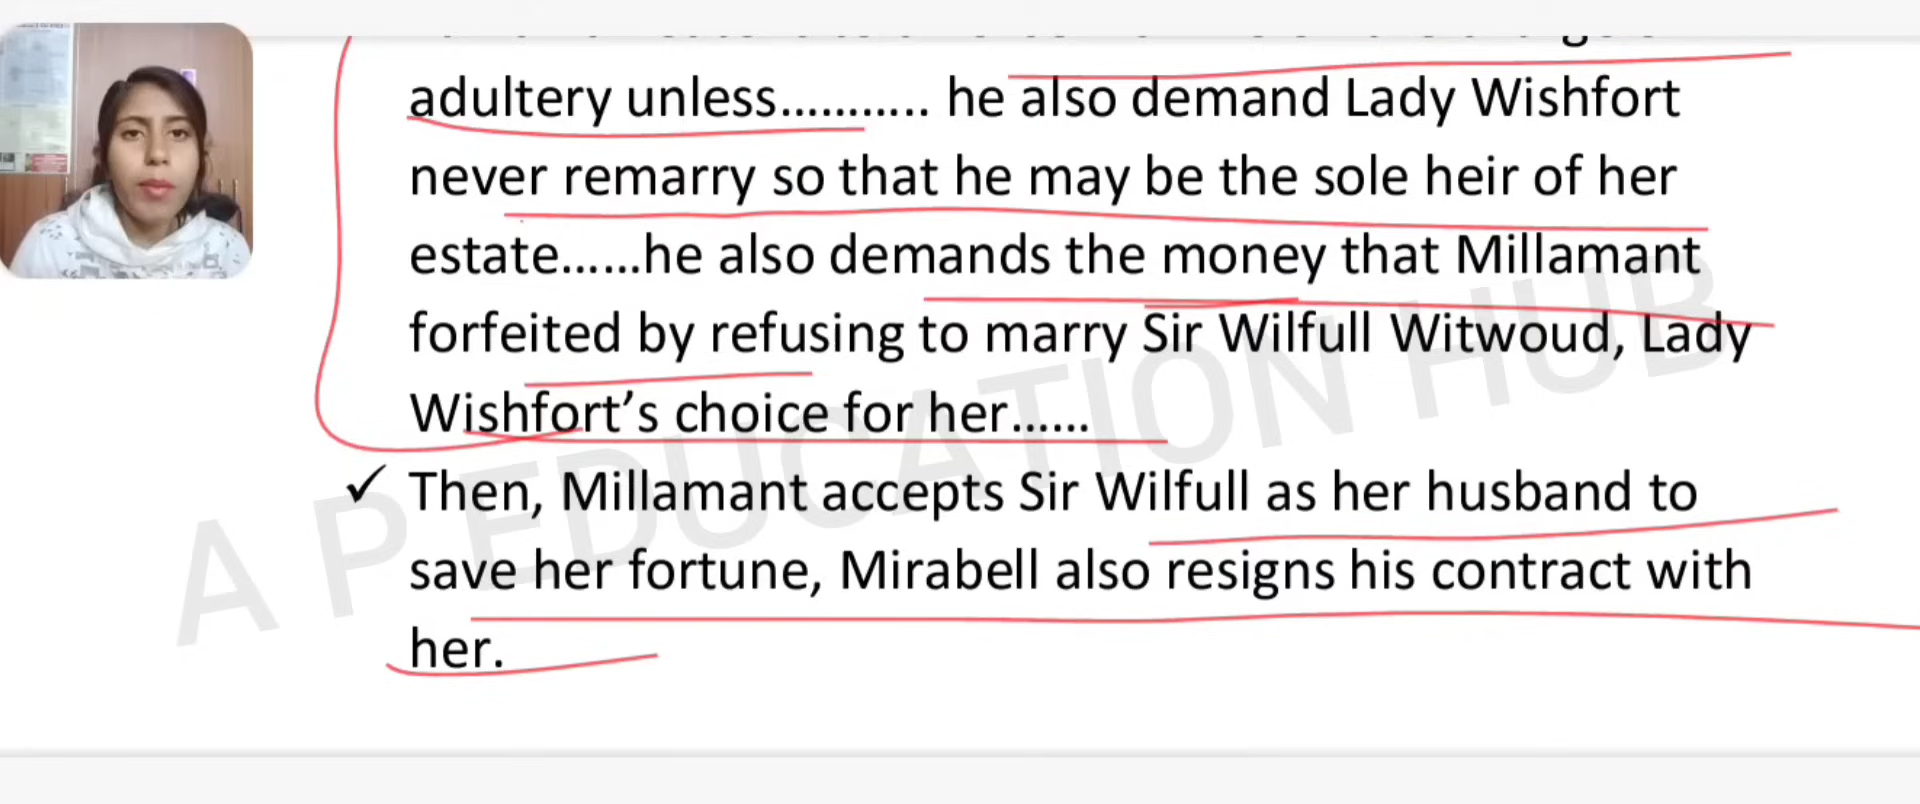 adultery unless........... he also demand Lady Wishfort
never remarry so that he may be the sole heir of her
estate......he also demands the money that Millamant
forfeited by refusing to marry Sir Wilfull Witwoud, Lady
Wishfort’s choice for her......
✓ Then, Millamant accepts Sir Wilfull as her husband to
save her fortune, Mirabell also resigns his contract with
her.
A P EDUCATION HUB